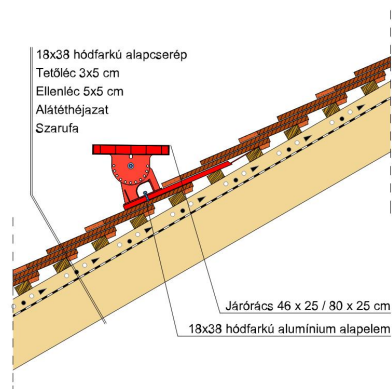 18x38 hódfarkú alapcserép
Tetőléc 3x5 cm
Ellenléc 5x5 cm
Alátéthéjazat
Szarufa
Járórács 46 x 25 / 80 x 25 cm
18x38 hódfarkú alumínium alapelem